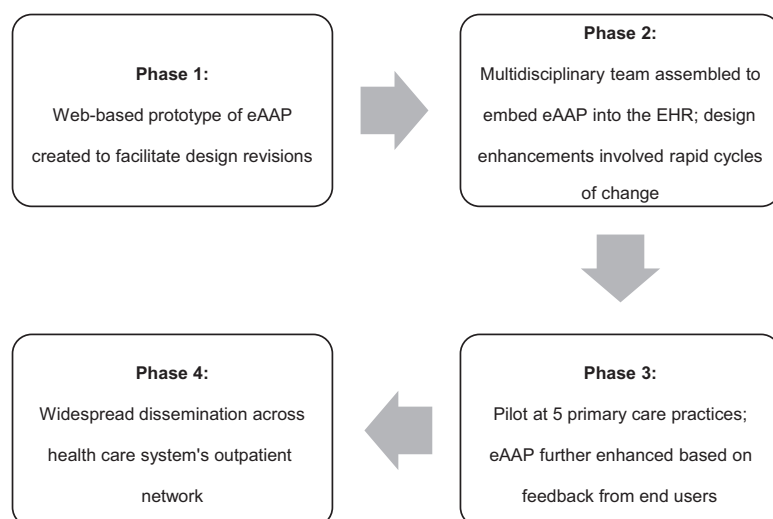 Phase 1:
Web-based prototype of eAAP
created to facilitate design revisions
Phase 2:
Multidisciplinary team assembled to
embed eAAP into the EHR; design
enhancements involved rapid cycles
of change
Phase 3:
Pilot at 5 primary care practices;
eAAP further enhanced based on
feedback from end users
Phase 4:
Widespread dissemination across
health care system's outpatient
network